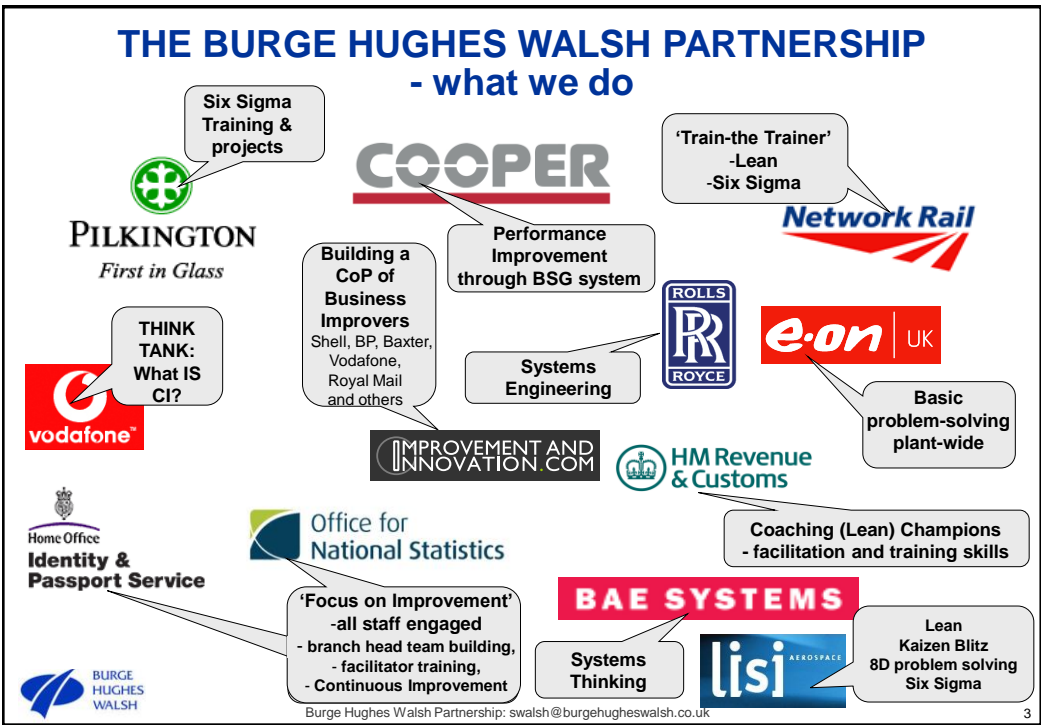 THE BURGE HUGHES WALSH PARTNERSHIP
- what we do
Six Sigma
Training &
projects
PILKINGTON
First in Glass
COOPER
Performance
Improvement
through BSG system
'Train-the Trainer'
-Lean
-Six Sigma
Network Rail
Building a
CoP of
Business
Improvers
Shell, BP, Baxter,
Vodafone,
Royal Mail
and others
THINK
TANK:
What IS
CI?
vodafone™
Systems
Engineering
ROLLS
RR
ROYCE
e·on | UK
Basic
problem-solving
plant-wide
IMPROVEMENT AND
INNOVATION.COM
HM Revenue
& Customs
Coaching (Lean) Champions
- facilitation and training skills
Home Office
Identity &
Passport Service
Office for
National Statistics
'Focus on Improvement'
-all staff engaged
- branch head team building,
- facilitator training,
- Continuous Improvement
BAE SYSTEMS
Systems
Thinking
lisi AEROSPACE
Lean
Kaizen Blitz
8D problem solving
Six Sigma
BURGE
HUGHES
WALSH
Burge Hughes Walsh Partnership: swalsh@burgehugheswalsh.co.uk
3